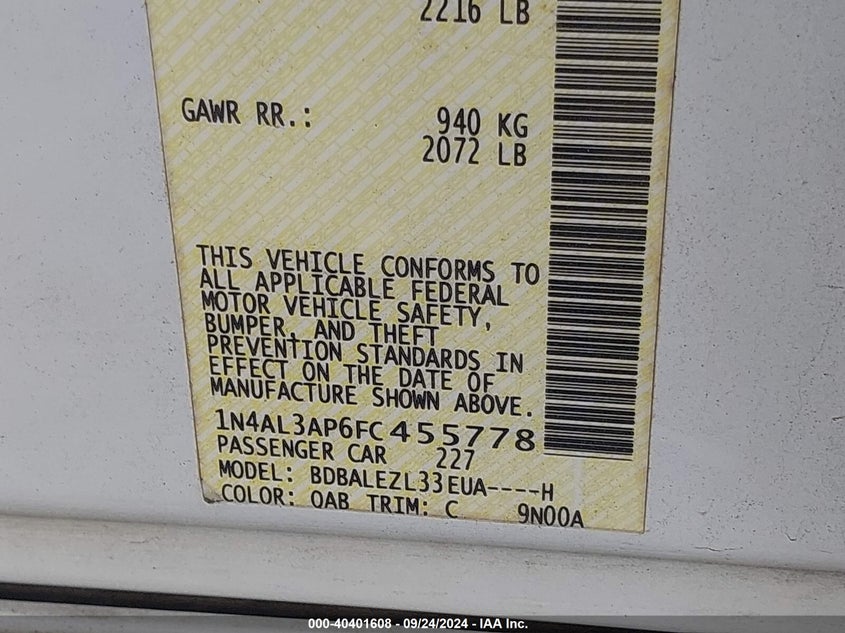 2216 LB
GAWR RR.: 940 KG
2072 LB
THIS VEHICLE CONFORMS TO
ALL APPLICABLE FEDERAL
MOTOR VEHICLE SAFETY,
BUMPER, AND THEFT
PREVENTION STANDARDS IN
EFFECT ON THE DATE OF
MANUFACTURE SHOWN ABOVE.
1N4AL3AP6FC455778
PASSENGER CAR 227
MODEL: BDBALEZL33EUA----H
COLOR: QAB TRIM: C 9N00A
000-40401608 - 09/24/2024 - IAA Inc.